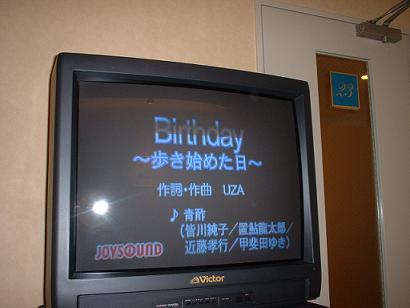 Birthday
～歩き始めた日～
作詞・作曲 UZA
♪ 青酢
(皆川純子／置鮎龍太郎／
近藤孝行／甲斐田ゆき)
JOYSOUND
Victor
23